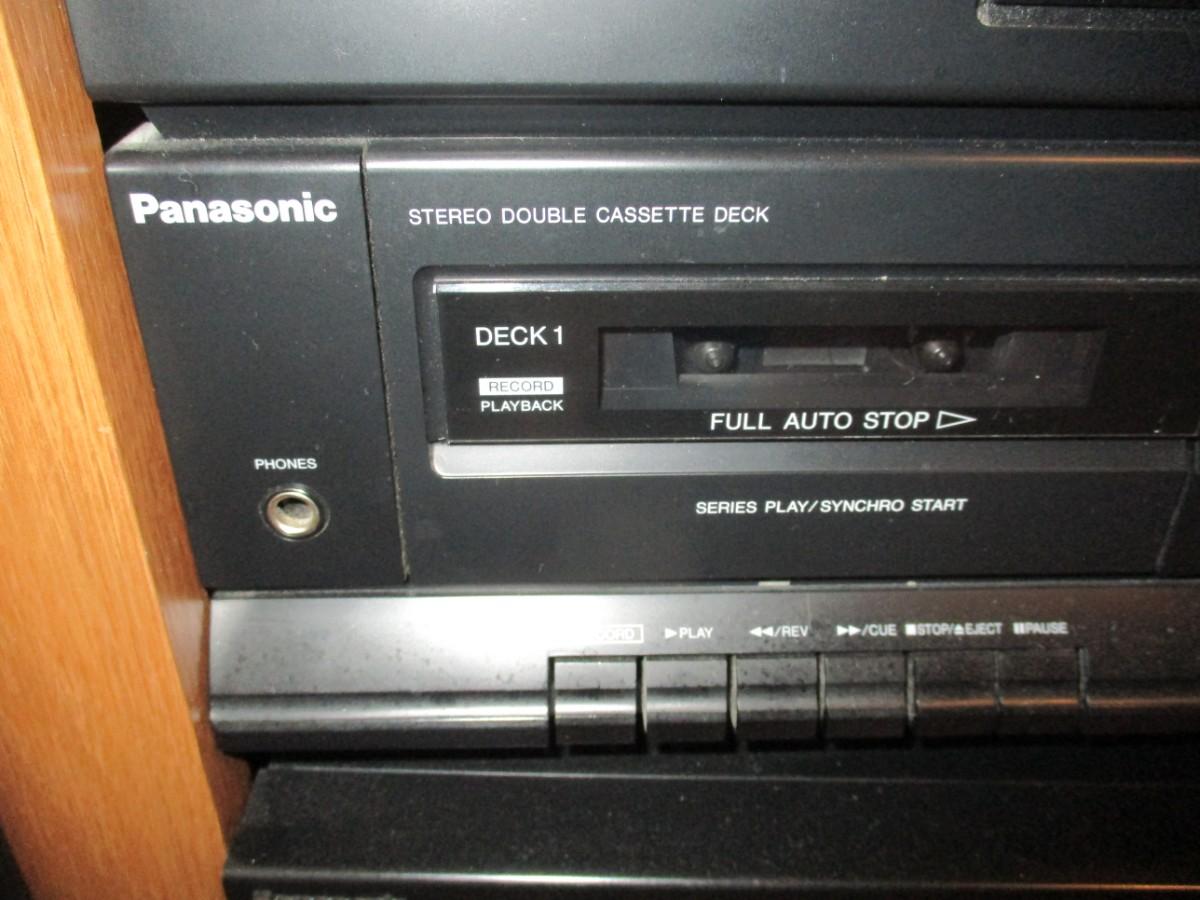 Panasonic
STEREO DOUBLE CASSETTE DECK
DECK 1
RECORD
PLAYBACK
FULL AUTO STOP ▷
PHONES
SERIES PLAY/SYNCHRO START
▶PLAY ◀◀/REV ▶▶/CUE ■STOP/⏏EJECT ❚❚PAUSE